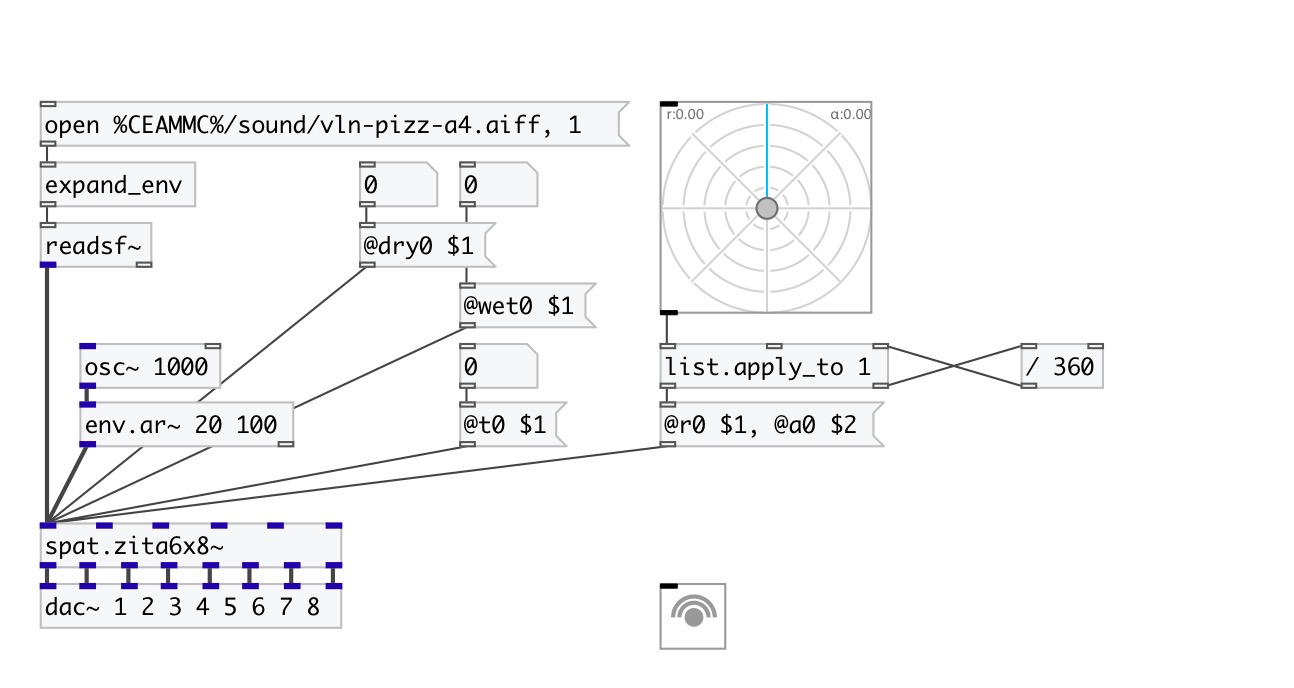 open %CEAMMC%/sound/vln-pizz-a4.aiff, 1
r:0.00
α:0.00
expand_env
0
0
readsf~
@dry0 $1
@wet0 $1
osc~ 1000
0
list.apply_to 1
/ 360
env.ar~ 20 100
@t0 $1
@r0 $1, @a0 $2
spat.zita6x8~
dac~ 1 2 3 4 5 6 7 8